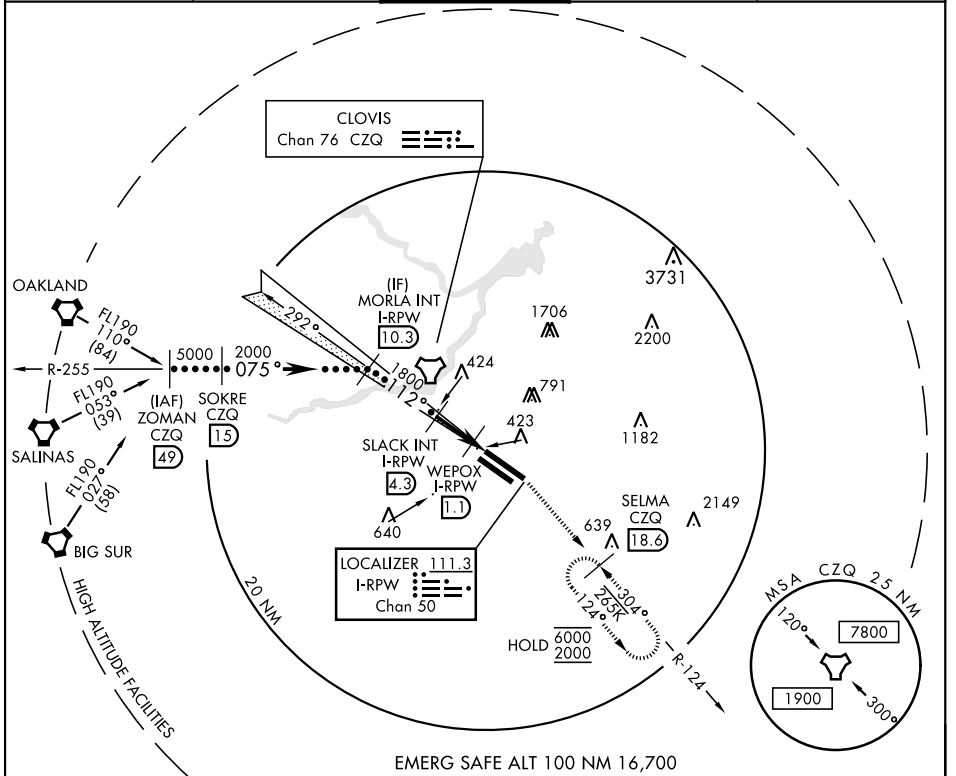 CLOVIS
Chan 76 CZQ
OAKLAND
FL190
110°
(84)
R-255
FL190
053°
(39)
SALINAS
FL190
027°
(58)
BIG SUR
5000
2000
075°
(IAF)
ZOMAN
CZQ
49
SOKRE
CZQ
15
292°
(IF)
MORLA INT
I-RPW
10.3
1800
112°
424
1706
3731
2200
791
423
1182
SLACK INT
I-RPW
4.3
WEPOX
I-RPW
1.1
640
LOCALIZER 111.3
I-RPW
Chan 50
639
SELMA
CZQ
18.6
2149
304°
265K
124°
HOLD 6000
2000
R-124
20 NM
HIGH ALTITUDE FACILITIES
MSA CZQ 25 NM
120°
7800
1900
300°
EMERG SAFE ALT 100 NM 16,700